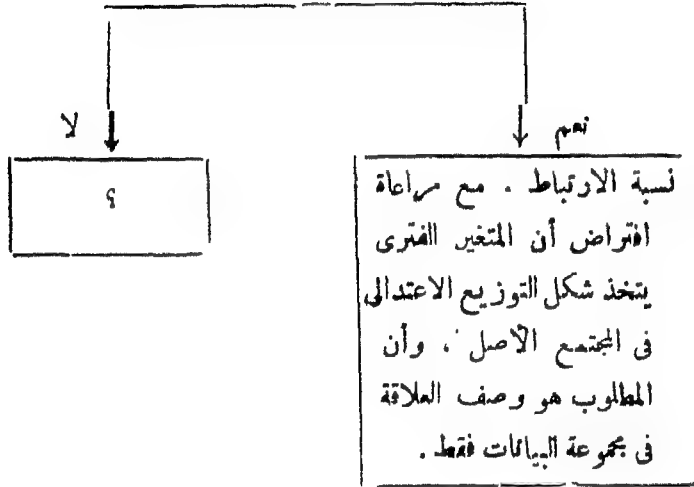 نعم
لا
نسبة الارتباط . مع مراعاة
افتراض أن المتغير الفترى
يتخذ شكل التوزيع الاعتدالى
فى المجتمع الأصل ، وأن
المطلوب هو وصف العلاقة
فى مجموعة البيانات فقط .
؟